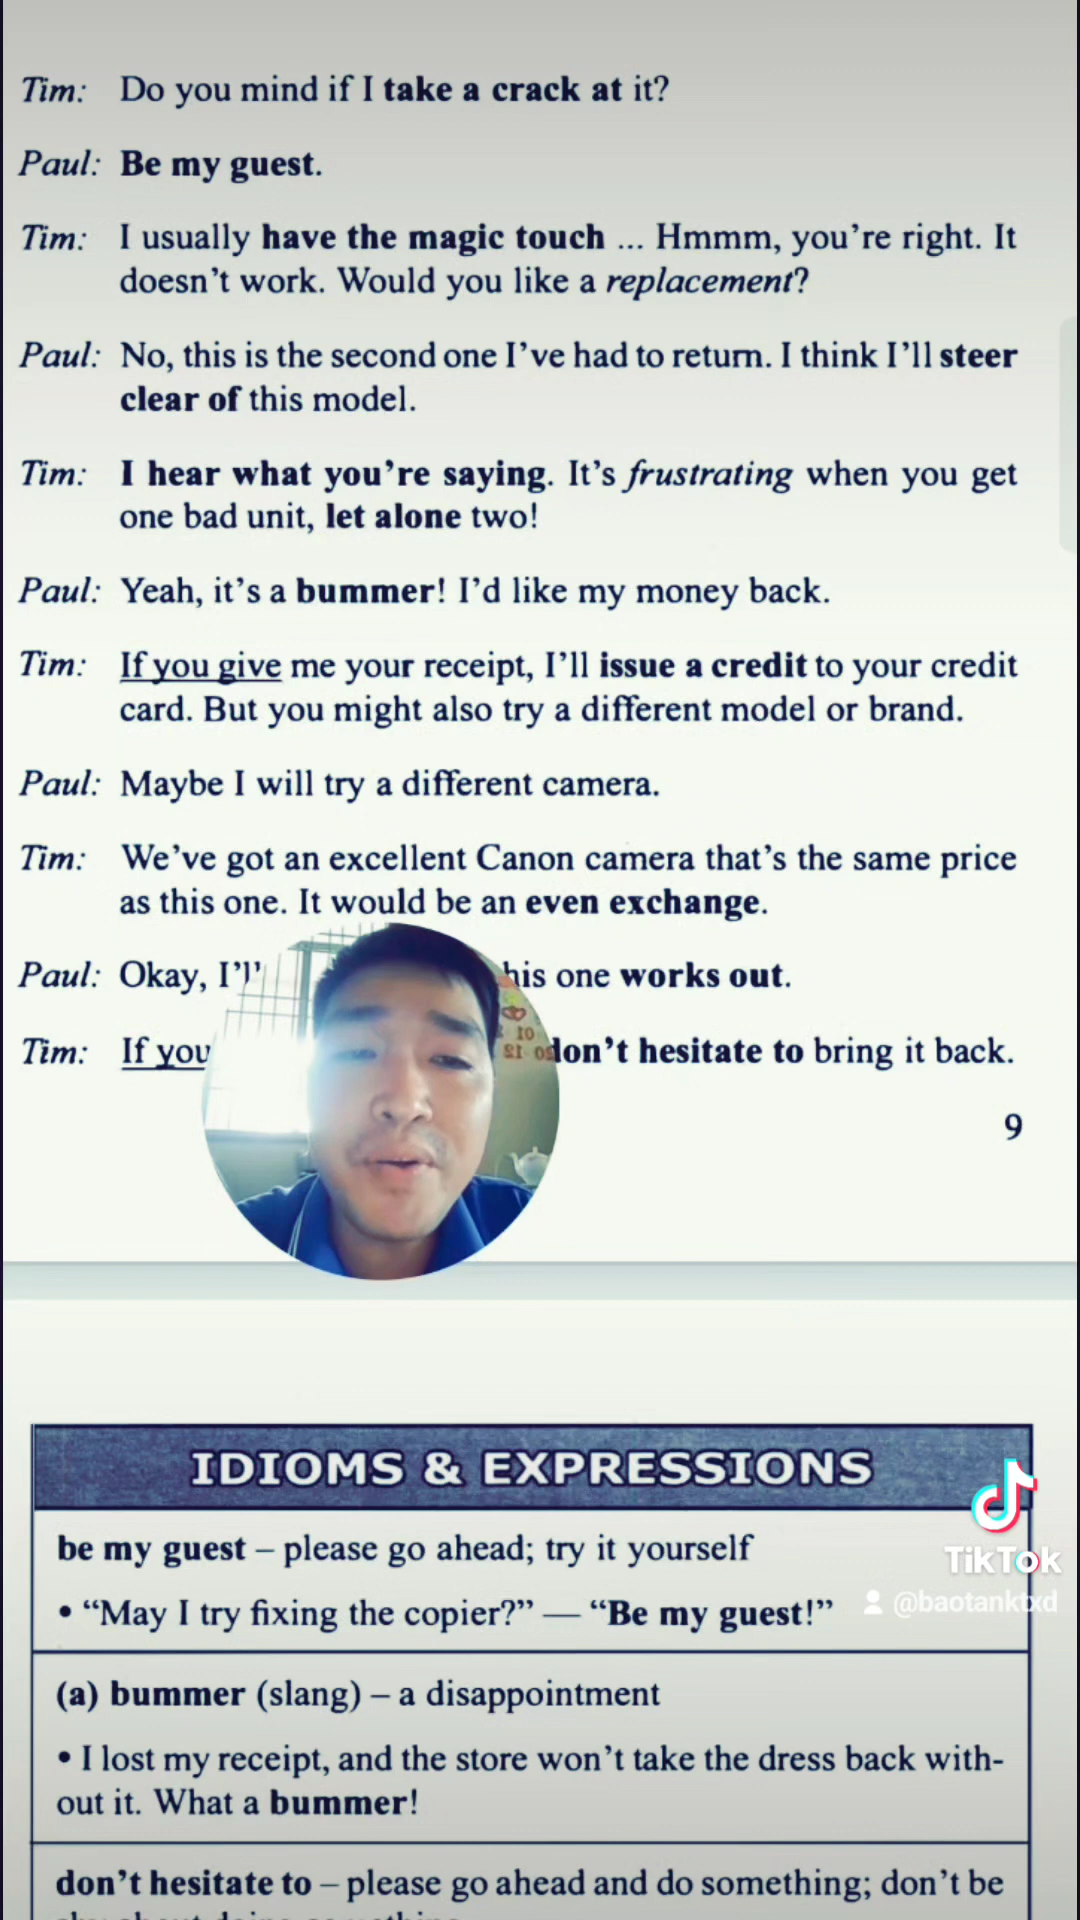 Tim: Do you mind if I take a crack at it?
Paul: Be my guest.
Tim: I usually have the magic touch ... Hmmm, you're right. It
doesn't work. Would you like a replacement?
Paul: No, this is the second one I've had to return. I think I'll steer
clear of this model.
Tim: I hear what you're saying. It's frustrating when you get
one bad unit, let alone two!
Paul: Yeah, it's a bummer! I'd like my money back.
Tim: If you give me your receipt, I'll issue a credit to your credit
card. But you might also try a different model or brand.
Paul: Maybe I will try a different camera.
Tim: We've got an excellent Canon camera that's the same price
as this one. It would be an even exchange.
Paul: Okay, one works out.
Tim: If you don't hesitate to bring it back.
9
IDIOMS & EXPRESSIONS
be my guest – please go ahead; try it yourself
• "May I try fixing the copier?" — "Be my guest!"
(a) bummer (slang) – a disappointment
• I lost my receipt, and the store won't take the dress back with-
out it. What a bummer!
don't hesitate to – please go ahead and do something; don't be
TikTok
@baotanktxd